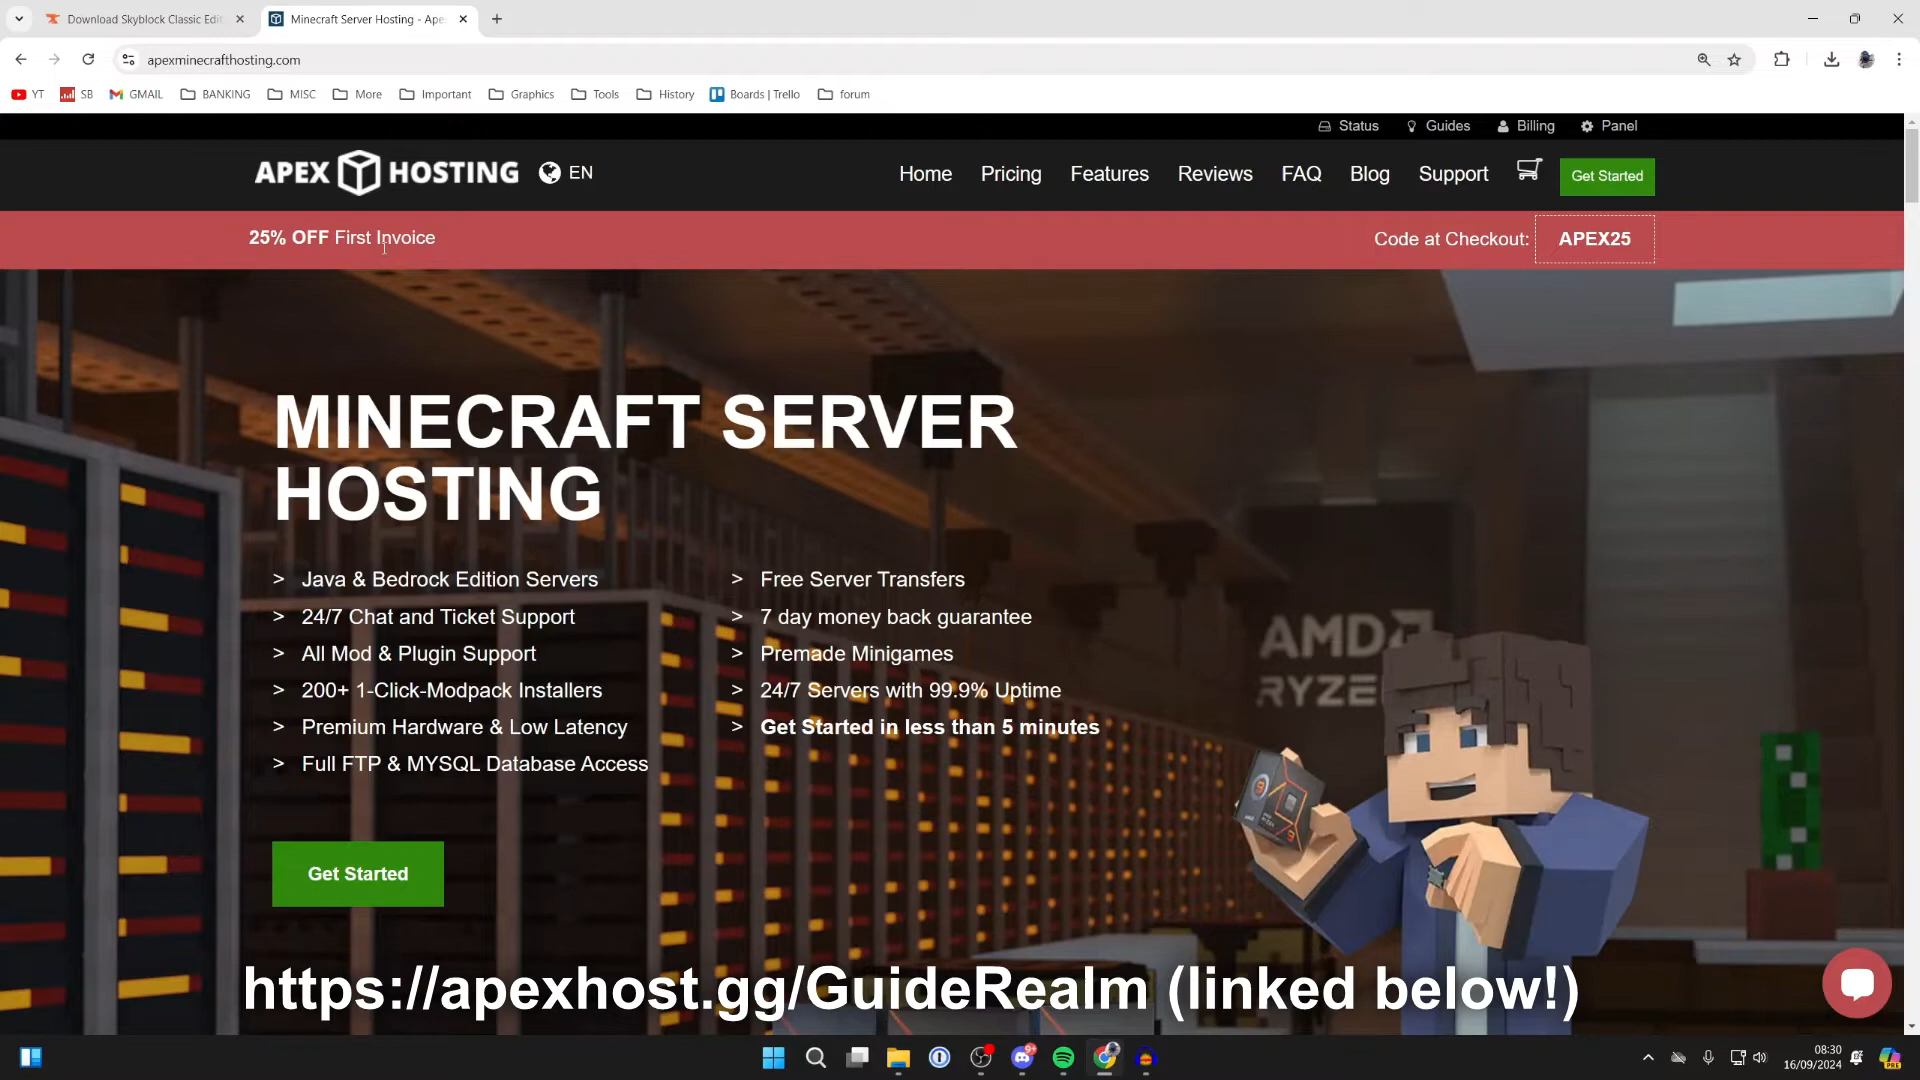 Download Skyblock Classic Edit
Minecraft Server Hosting - Ape
apexminecrafthosting.com
YT
SB
GMAIL
BANKING
MISC
More
Important
Graphics
Tools
History
Boards | Trello
forum
Status
Guides
Billing
Panel
APEX HOSTING
EN
Home
Pricing
Features
Reviews
FAQ
Blog
Support
Get Started
25% OFF First Invoice
Code at Checkout: APEX25
MINECRAFT SERVER
HOSTING
> Java & Bedrock Edition Servers
> 24/7 Chat and Ticket Support
> All Mod & Plugin Support
> 200+ 1-Click-Modpack Installers
> Premium Hardware & Low Latency
> Full FTP & MYSQL Database Access
> Free Server Transfers
> 7 day money back guarantee
> Premade Minigames
> 24/7 Servers with 99.9% Uptime
> Get Started in less than 5 minutes
AMD
RYZE
Get Started
https://apexhost.gg/GuideRealm (linked below!)
9+
08:30
16/09/2024